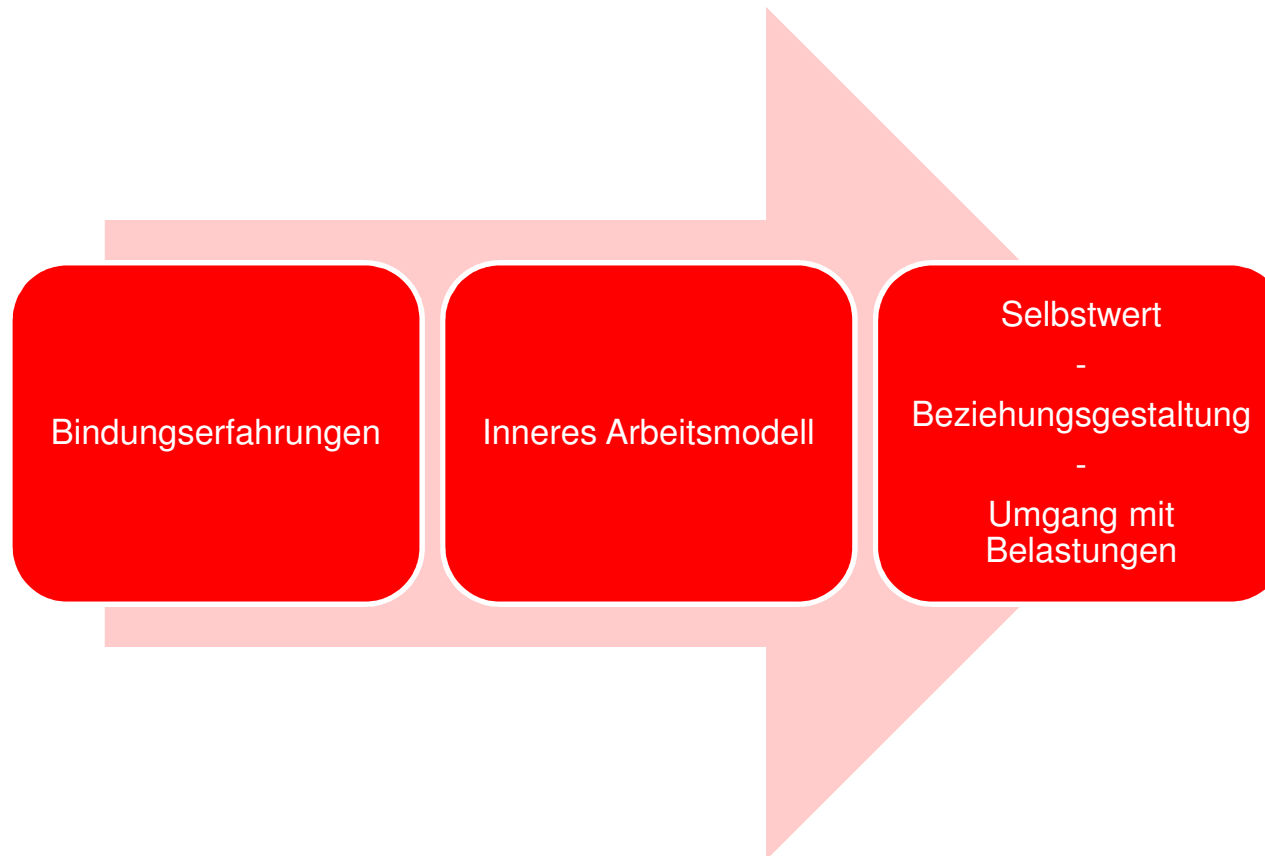 Bindungserfahrungen
Inneres Arbeitsmodell
Selbstwert
-
Beziehungsgestaltung
-
Umgang mit
Belastungen